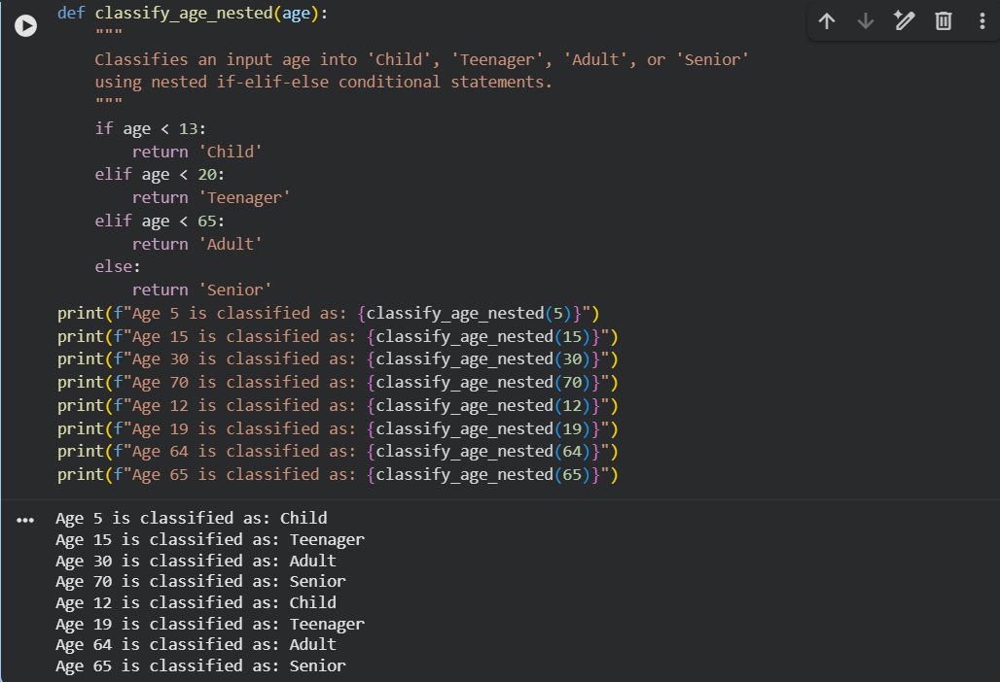 def classify_age_nested(age):
    """
    Classifies an input age into 'Child', 'Teenager', 'Adult', or 'Senior'
    using nested if-elif-else conditional statements.
    """
    if age < 13:
        return 'Child'
    elif age < 20:
        return 'Teenager'
    elif age < 65:
        return 'Adult'
    else:
        return 'Senior'
print(f"Age 5 is classified as: {classify_age_nested(5)}")
print(f"Age 15 is classified as: {classify_age_nested(15)}")
print(f"Age 30 is classified as: {classify_age_nested(30)}")
print(f"Age 70 is classified as: {classify_age_nested(70)}")
print(f"Age 12 is classified as: {classify_age_nested(12)}")
print(f"Age 19 is classified as: {classify_age_nested(19)}")
print(f"Age 64 is classified as: {classify_age_nested(64)}")
print(f"Age 65 is classified as: {classify_age_nested(65)}")
Age 5 is classified as: Child
Age 15 is classified as: Teenager
Age 30 is classified as: Adult
Age 70 is classified as: Senior
Age 12 is classified as: Child
Age 19 is classified as: Teenager
Age 64 is classified as: Adult
Age 65 is classified as: Senior